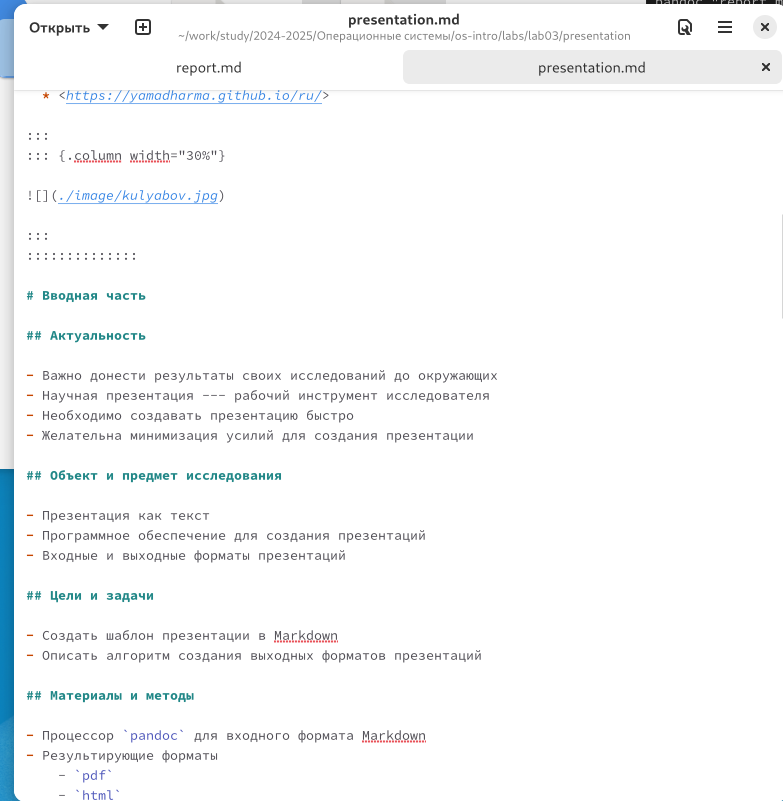 Открыть
presentation.md
~/work/study/2024-2025/Операционные системы/os-intro/labs/lab03/presentation
report.md
presentation.md
* <https://yamadharma.github.io/ru/>
:::
::: {.column width="30%"}
![](./image/kulyabov.jpg)
:::
::::::::::::::
# Вводная часть
## Актуальность
- Важно донести результаты своих исследований до окружающих
- Научная презентация --- рабочий инструмент исследователя
- Необходимо создавать презентацию быстро
- Желательна минимизация усилий для создания презентации
## Объект и предмет исследования
- Презентация как текст
- Программное обеспечение для создания презентаций
- Входные и выходные форматы презентаций
## Цели и задачи
- Создать шаблон презентации в Markdown
- Описать алгоритм создания выходных форматов презентаций
## Материалы и методы
- Процессор `pandoc` для входного формата Markdown
- Результирующие форматы
- `pdf`
- `html`